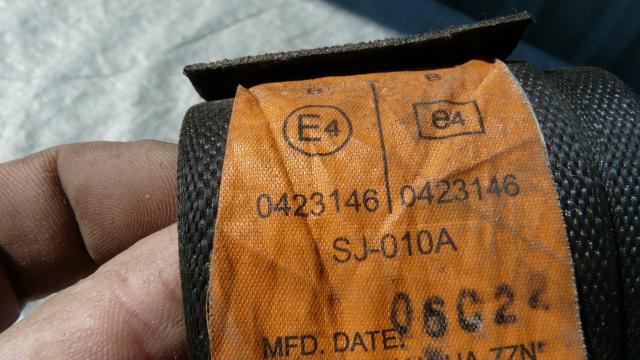 B B
E4 e4
0423146 0423146
SJ-010A
MFD. DATE: 06C22